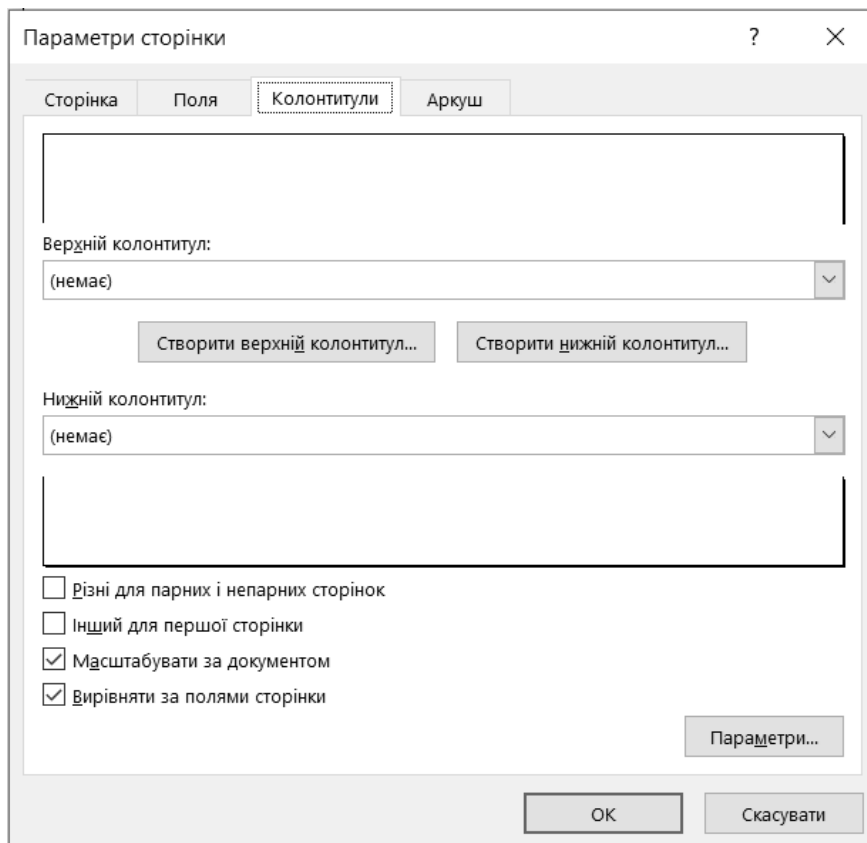 Параметри сторінки ?
Сторінка Поля Колонтитули Аркуш
Верхній колонтитул:
(немає)
Створити верхній колонтитул... Створити нижній колонтитул...
Нижній колонтитул:
(немає)
Різні для парних і непарних сторінок
Інший для першої сторінки
Масштабувати за документом
Вирівняти за полями сторінки
Параметри...
ОК Скасувати